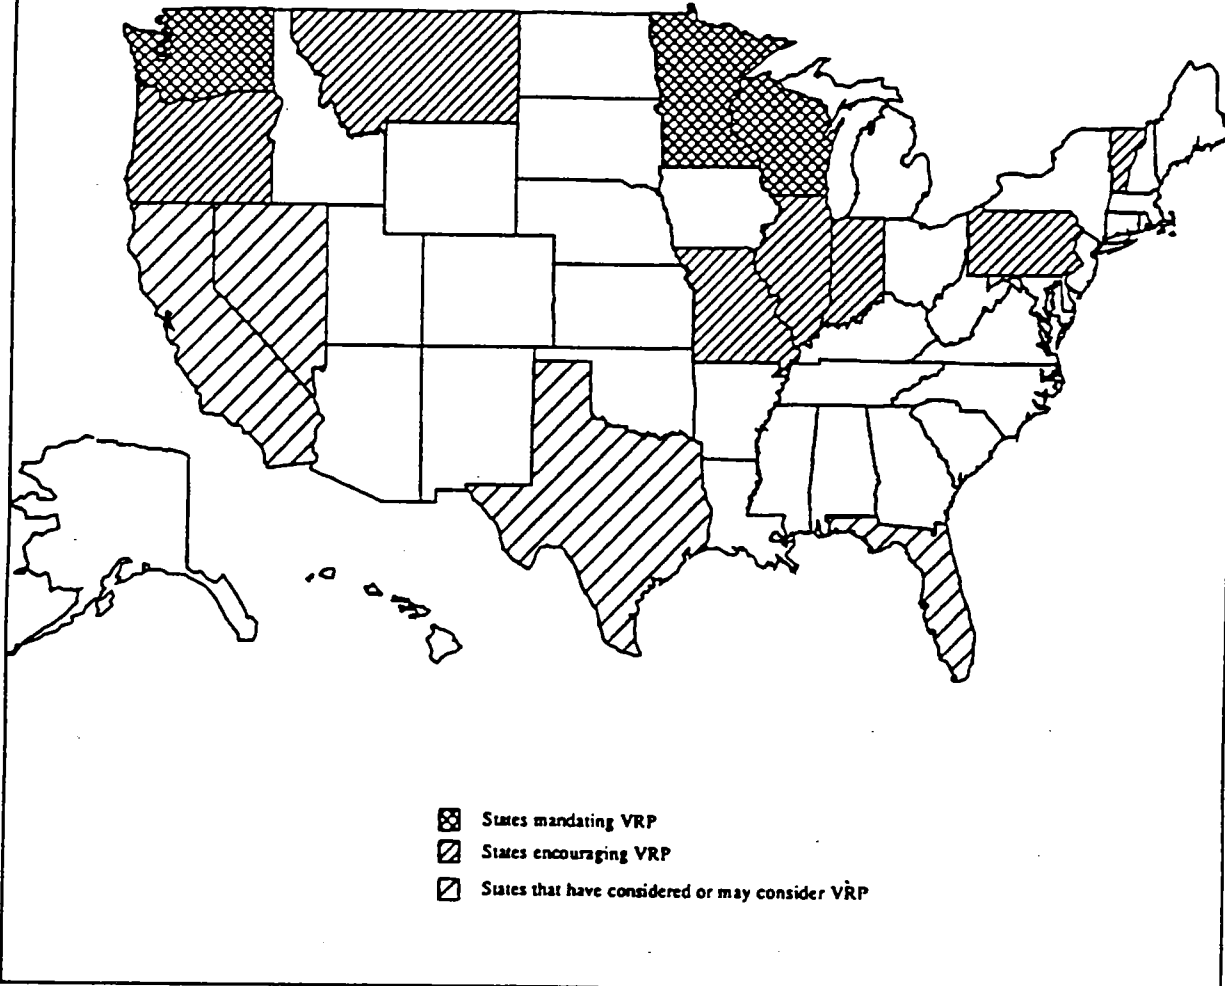 States mandating VRP
States encouraging VRP
States that have considered or may consider VRP